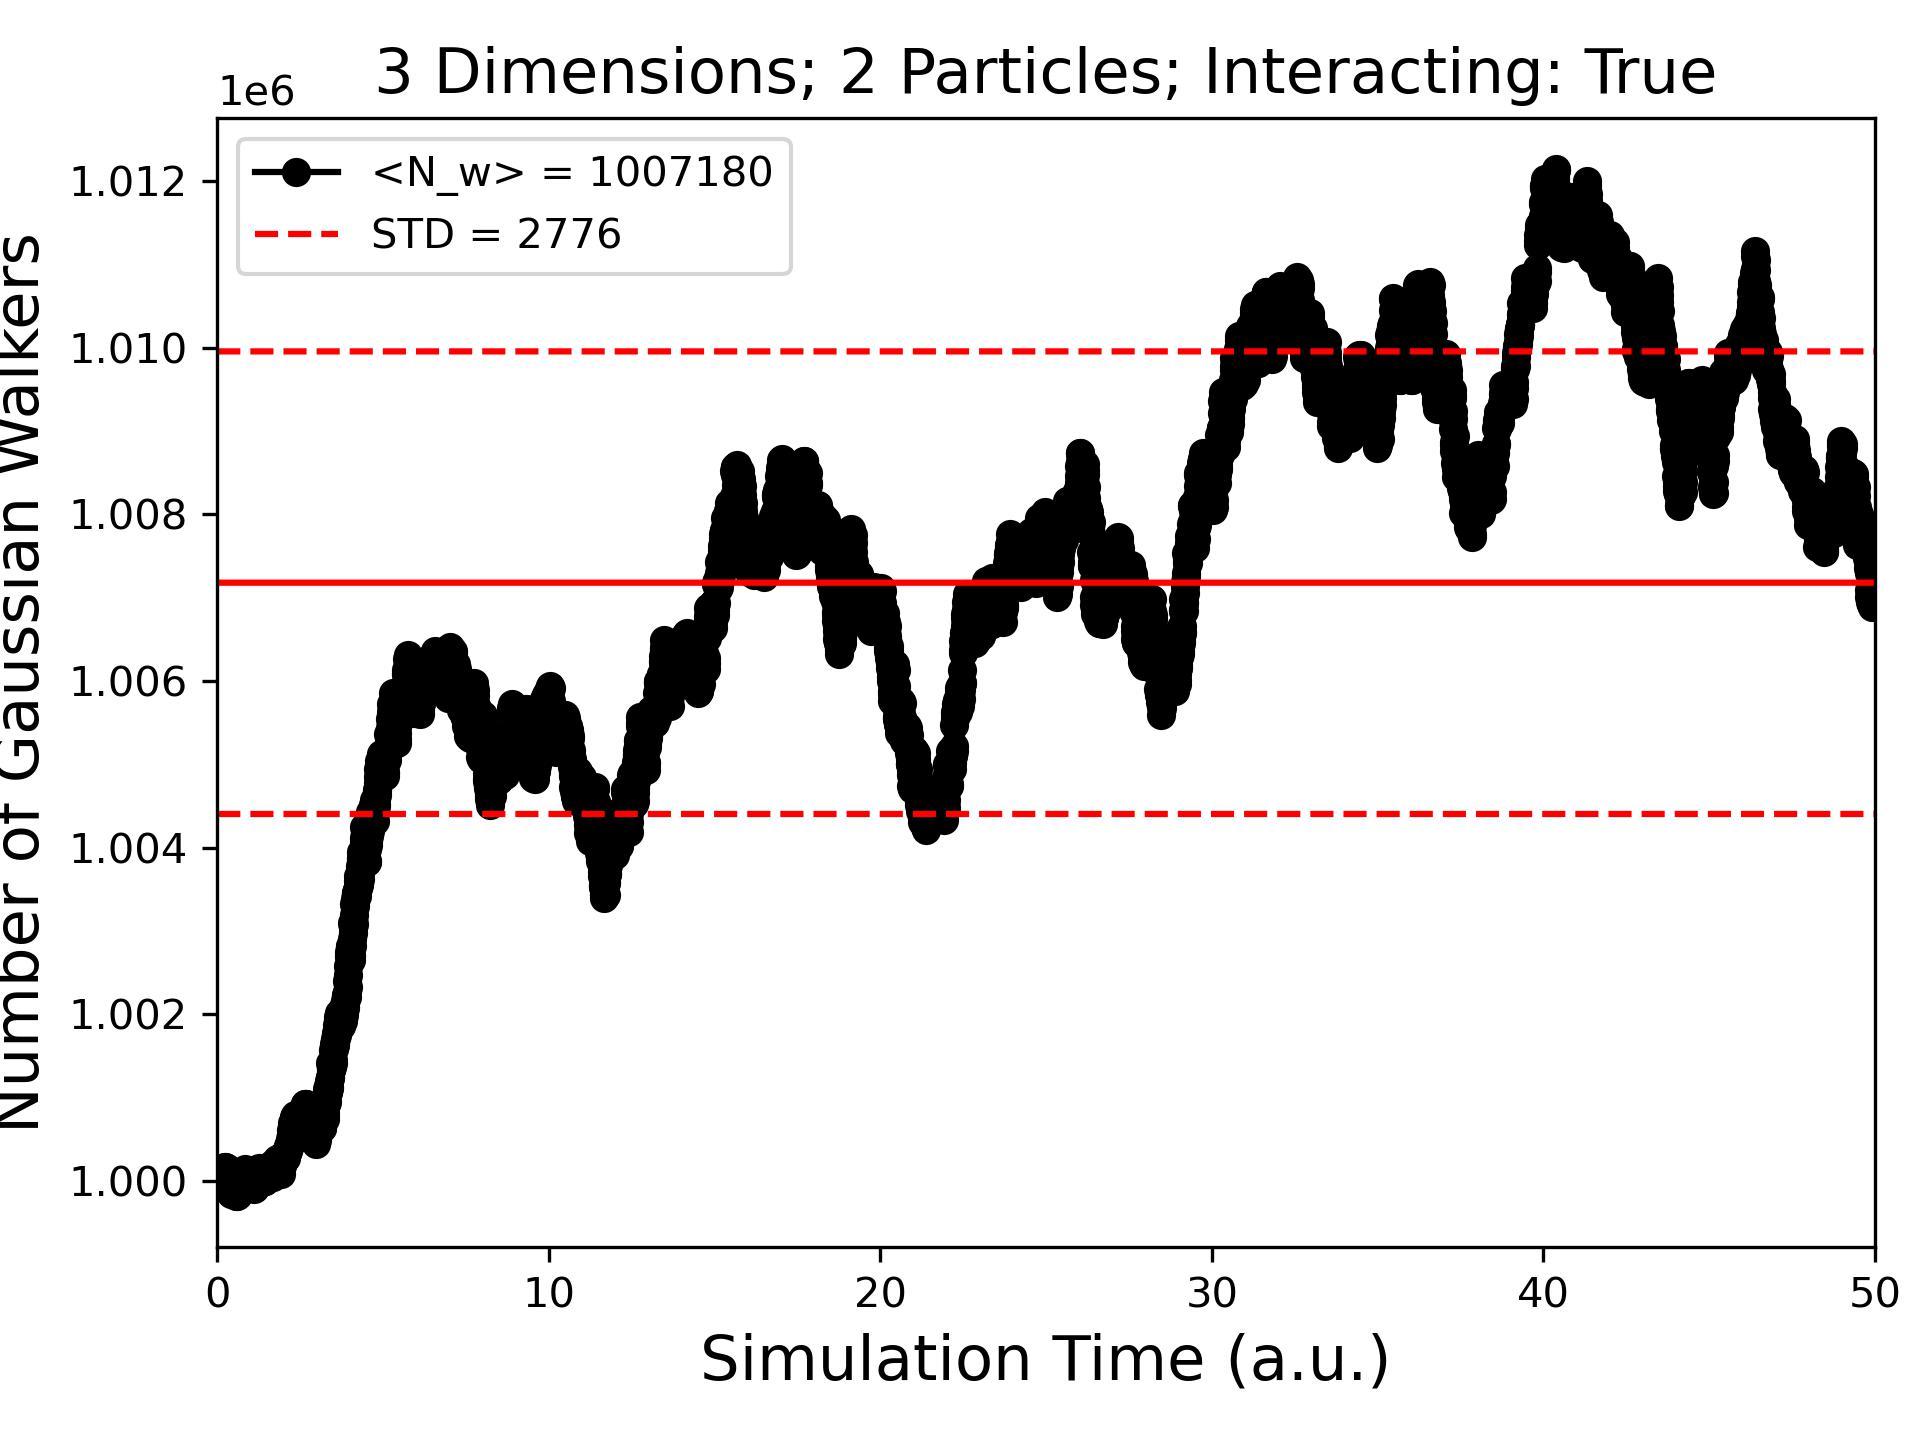 3 Dimensions; 2 Particles; Interacting: True
1e6
<N_w> = 1007180
STD = 2776
1.012
1.010
1.008
1.006
1.004
1.002
1.000
Number of Gaussian Walkers
0 10 20 30 40 50
Simulation Time (a.u.)